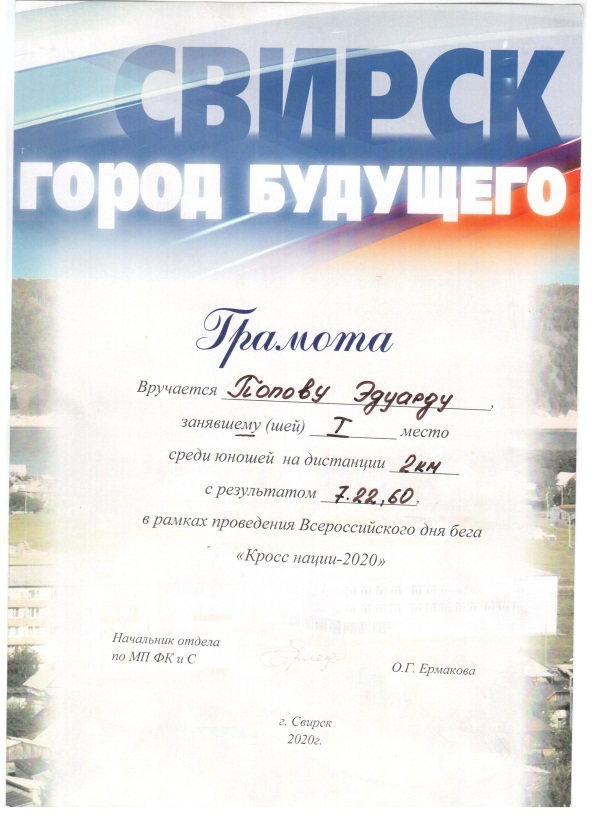 СВИРСК
ГОРОД БУДУЩЕГО
Грамота
Вручается Попову Эдуарду,
занявшему (шей) I место
среди юношей на дистанции 2км
с результатом 7.22,60,
в рамках проведения Всероссийского дня бега
«Кросс нации-2020»
Начальник отдела
по МП ФК и С
О.Г. Ермакова
г. Свирск
2020г.